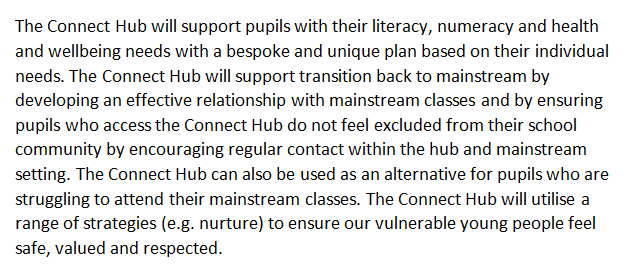 The Connect Hub will support pupils with their literacy, numeracy and health
and wellbeing needs with a bespoke and unique plan based on their individual
needs. The Connect Hub will support transition back to mainstream by
developing an effective relationship with mainstream classes and by ensuring
pupils who access the Connect Hub do not feel excluded from their school
community by encouraging regular contact within the hub and mainstream
setting. The Connect Hub can also be used as an alternative for pupils who are
struggling to attend their mainstream classes. The Connect Hub will utilise a
range of strategies (e.g. nurture) to ensure our vulnerable young people feel
safe, valued and respected.